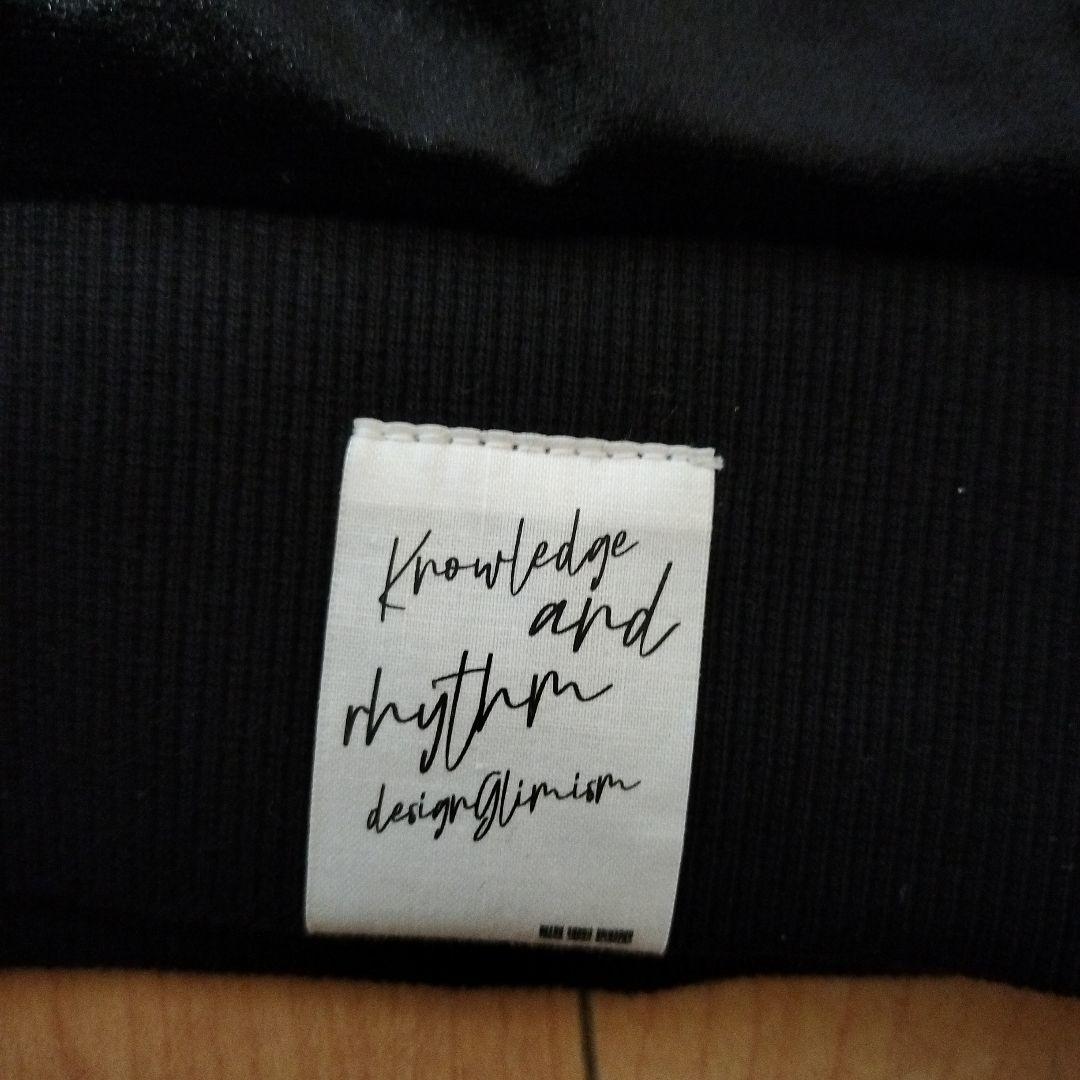 Knowledge
and
rhythm
designGlimism